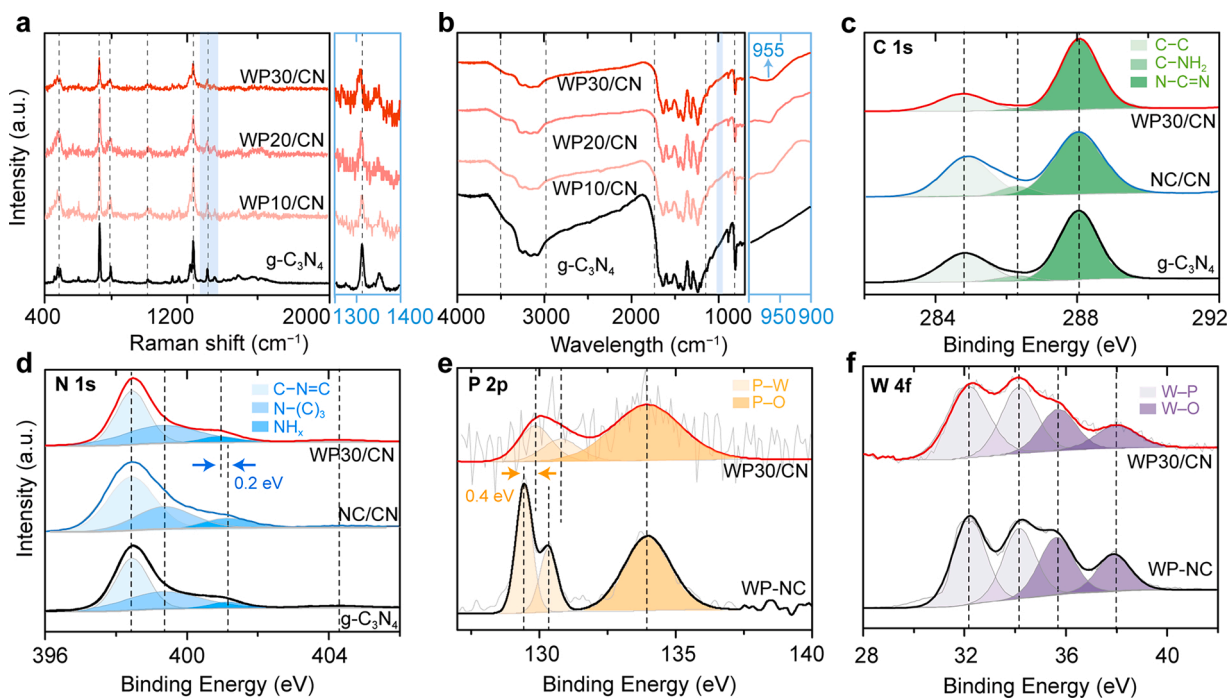 a
WP30/CN
WP20/CN
WP10/CN
g-C₃N₄
Intensity (a.u.)
400 1200 2000 1300 1400
Raman shift (cm⁻¹)
b
955
WP30/CN
WP20/CN
WP10/CN
g-C₃N₄
4000 3000 2000 1000 950 900
Wavelength (cm⁻¹)
c
C 1s
C–C
C–NH₂
N–C=N
WP30/CN
NC/CN
g-C₃N₄
284 288 292
Binding Energy (eV)
d
N 1s
C–N=C
N–(C)₃
NHₓ
WP30/CN
0.2 eV
NC/CN
g-C₃N₄
Intensity (a.u.)
396 400 404
Binding Energy (eV)
e
P 2p
P–W
P–O
WP30/CN
0.4 eV
WP-NC
130 135 140
Binding Energy (eV)
f
W 4f
W–P
W–O
WP30/CN
WP-NC
28 32 36 40
Binding Energy (eV)